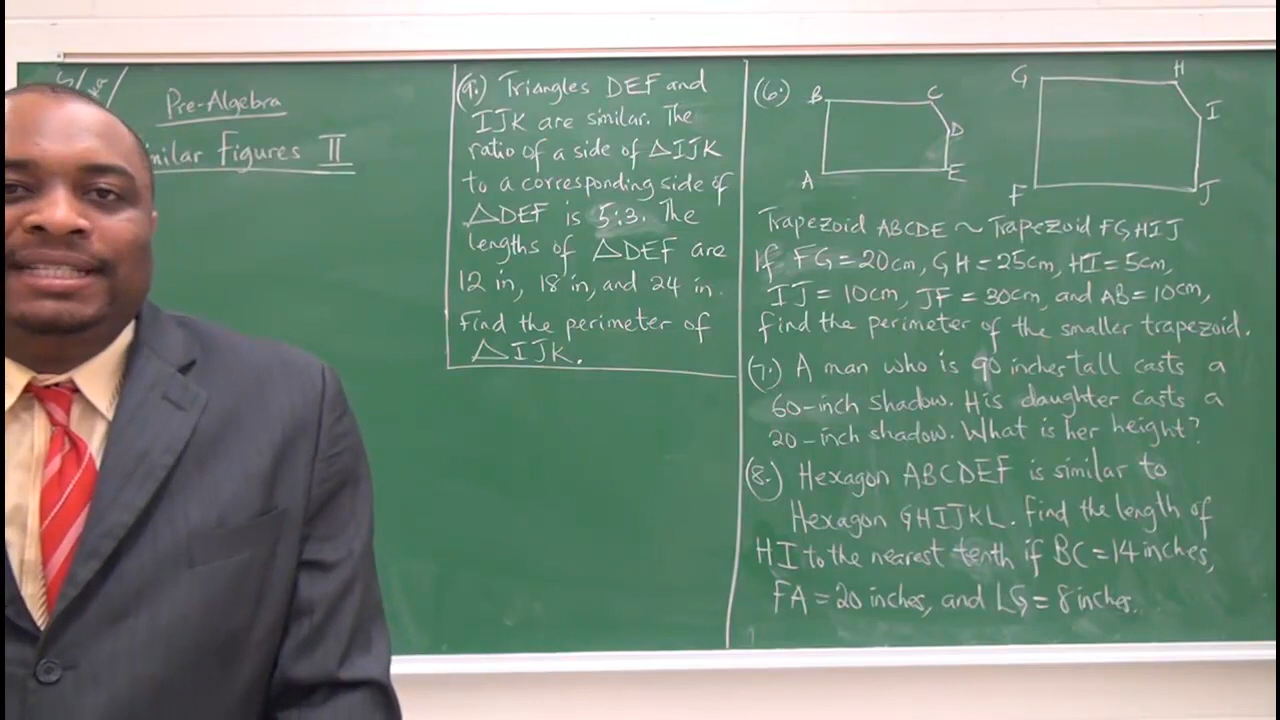 Pre-Algebra
milar Figures II
(9.) Triangles DEF and
IJK are similar. The
ratio of a side of △IJK
to a corresponding side of
△DEF is 5:3. The
lengths of △DEF are
12 in, 18 in, and 24 in.
Find the perimeter of
△IJK.
(6.)
B C
D
A E
G H
I
F J
Trapezoid ABCDE ~ Trapezoid FGHIJ
If FG = 20cm, GH = 25cm, HI = 5cm,
IJ = 10cm, JF = 30cm, and AB = 10cm,
find the perimeter of the smaller trapezoid.
(7.) A man who is 90 inches tall casts a
60-inch shadow. His daughter casts a
20-inch shadow. What is her height?
(8.) Hexagon ABCDEF is similar to
Hexagon GHIJKL. Find the length of
HI to the nearest tenth if BC = 14 inches,
FA = 20 inches, and LG = 8 inches.